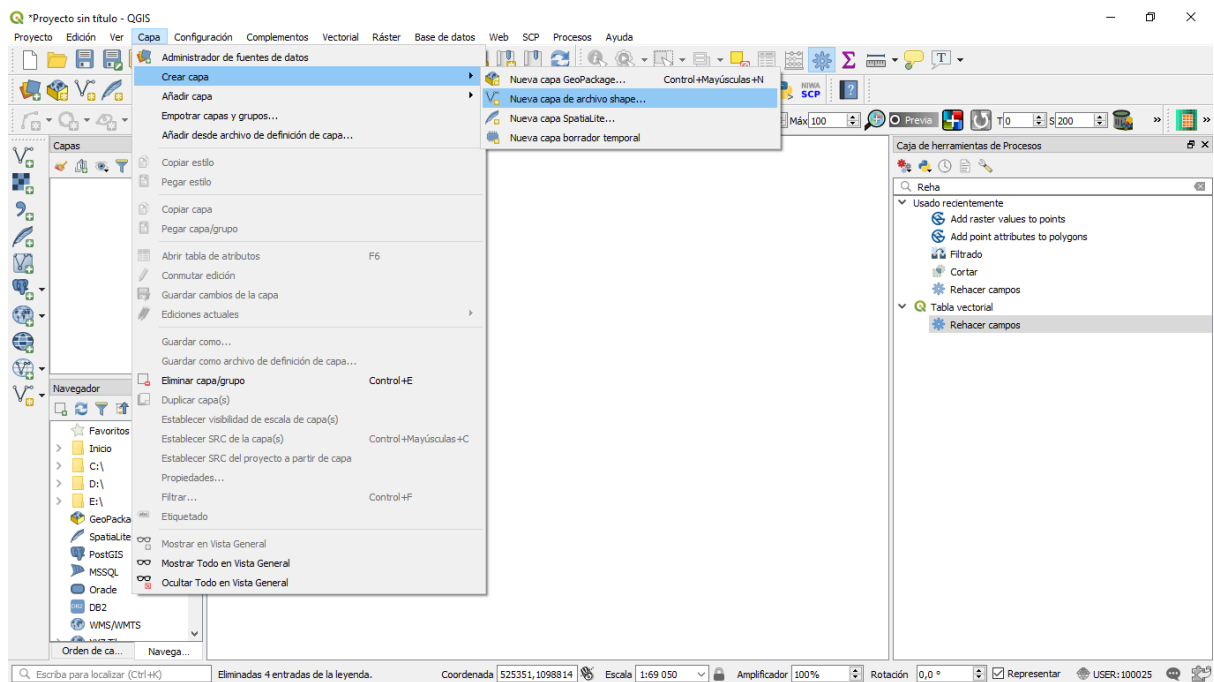 *Proyecto sin título - QGIS
Proyecto Edición Ver Capa Configuración Complementos Vectorial Ráster Base de datos Web SCP Procesos Ayuda
Administrador de fuentes de datos
Crear capa
Añadir capa
Empotrar capas y grupos...
Añadir desde archivo de definición de capa...
Copiar estilo
Pegar estilo
Copiar capa
Pegar capa/grupo
Abrir tabla de atributos F6
Conmutar edición
Guardar cambios de la capa
Ediciones actuales
Guardar como...
Guardar como archivo de definición de capa...
Eliminar capa/grupo Control+E
Duplicar capa(s)
Establecer visibilidad de escala de capa(s)
Establecer SRC de la capa(s) Control+Mayúsculas+C
Establecer SRC del proyecto a partir de capa
Propiedades...
Filtrar... Control+F
Etiquetado
Mostrar en Vista General
Mostrar Todo en Vista General
Ocultar Todo en Vista General
Nueva capa GeoPackage... Control+Mayúsculas+N
Nueva capa de archivo shape...
Nueva capa SpatiaLite...
Nueva capa borrador temporal
NIWA
SCP
Máx 100
Previa
T 0
S 200
Capas
Navegador
Favoritos
Inicio
C:\
D:\
E:\
GeoPacka
SpatiaLite
PostGIS
MSSQL
Oracle
DB2
WMS/WMTS
Orden de ca... Navega...
Caja de herramientas de Procesos
Reha
Usado recientemente
Add raster values to points
Add point attributes to polygons
Filtrado
Cortar
Rehacer campos
Tabla vectorial
Rehacer campos
Escriba para localizar (Ctrl+K) Eliminadas 4 entradas de la leyenda. Coordenada 525351,1098814 Escala 1:69 050 Amplificador 100% Rotación 0,0 ° Representar USER:100025